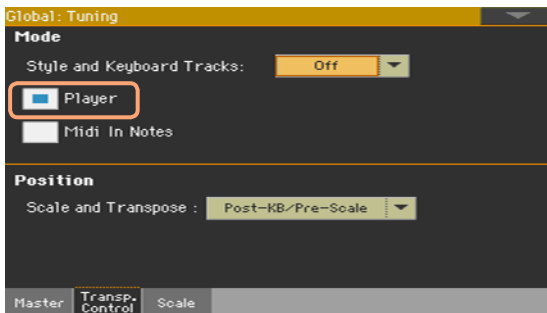 Global: Tuning
Mode
Style and Keyboard Tracks: Off
Player
Midi In Notes
Position
Scale and Transpose : Post-KB/Pre-Scale
Master Transp. Control Scale